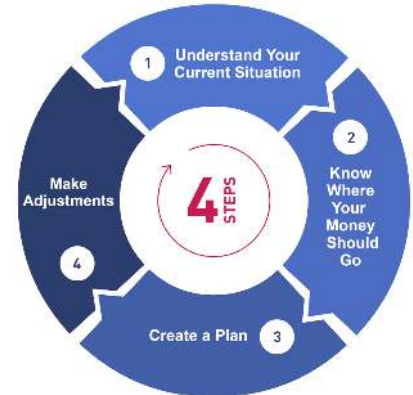 1
Understand Your
Current Situation
2
Know
Where
Your
Money
Should
Go
3
Create a Plan
4
Make
Adjustments
4
STEPS